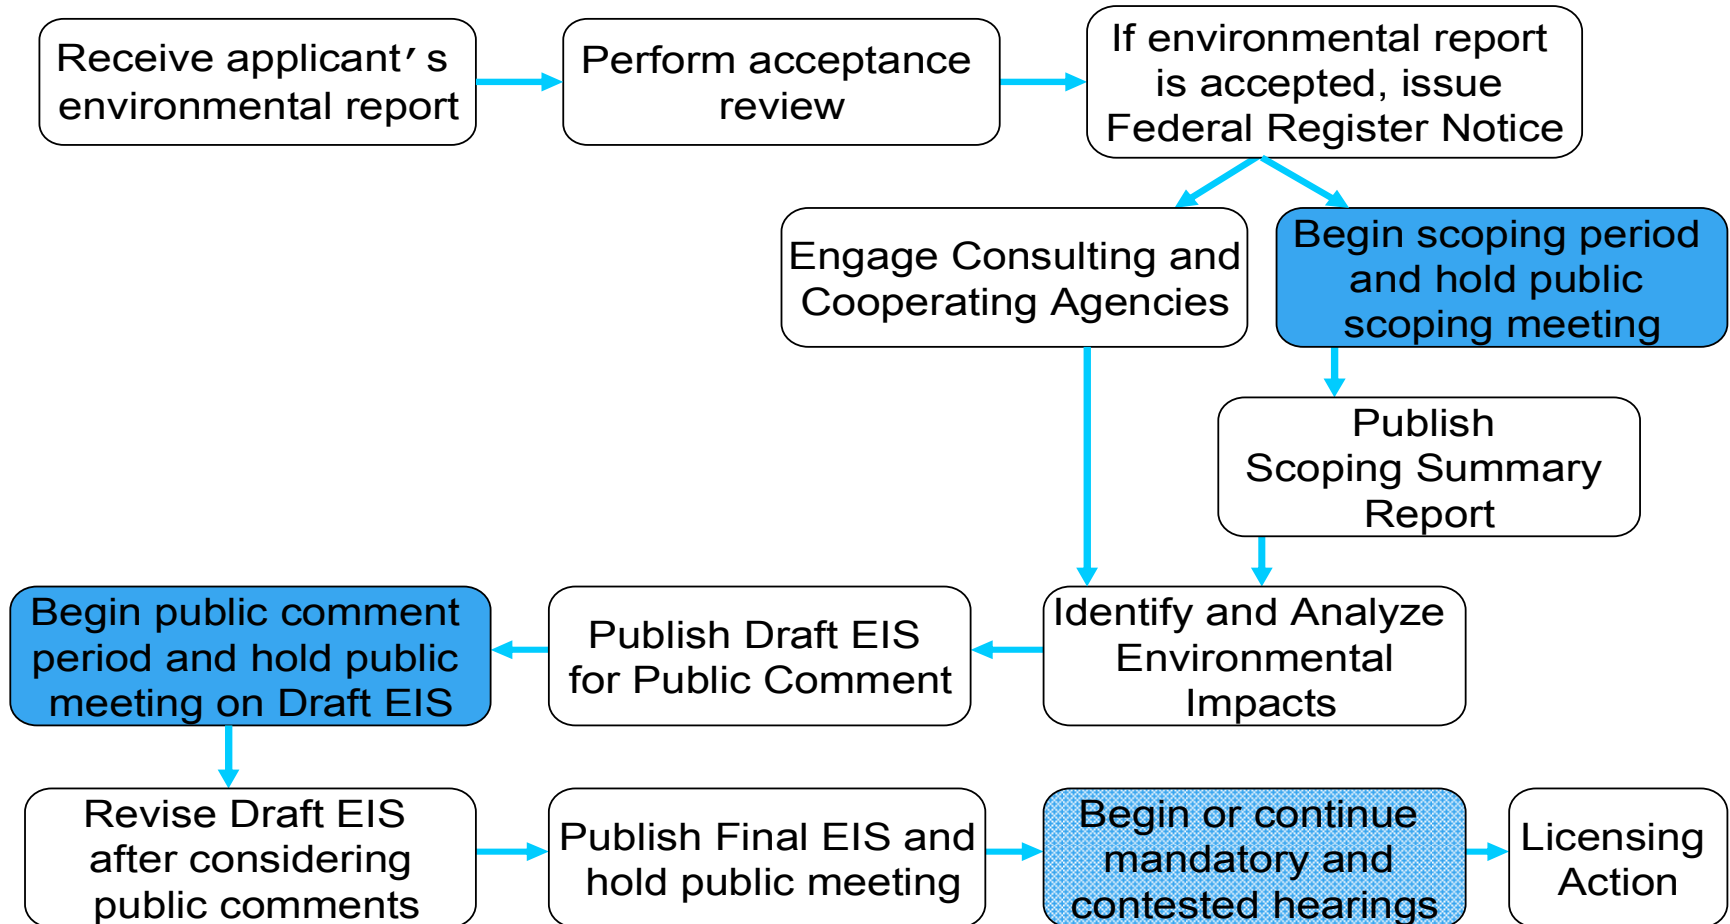 Receive applicant's
environmental report
Perform acceptance
review
If environmental report
is accepted, issue
Federal Register Notice
Engage Consulting and
Cooperating Agencies
Begin scoping period
and hold public
scoping meeting
Publish
Scoping Summary
Report
Identify and Analyze
Environmental
Impacts
Publish Draft EIS
for Public Comment
Begin public comment
period and hold public
meeting on Draft EIS
Revise Draft EIS
after considering
public comments
Publish Final EIS and
hold public meeting
Begin or continue
mandatory and
contested hearings
Licensing
Action